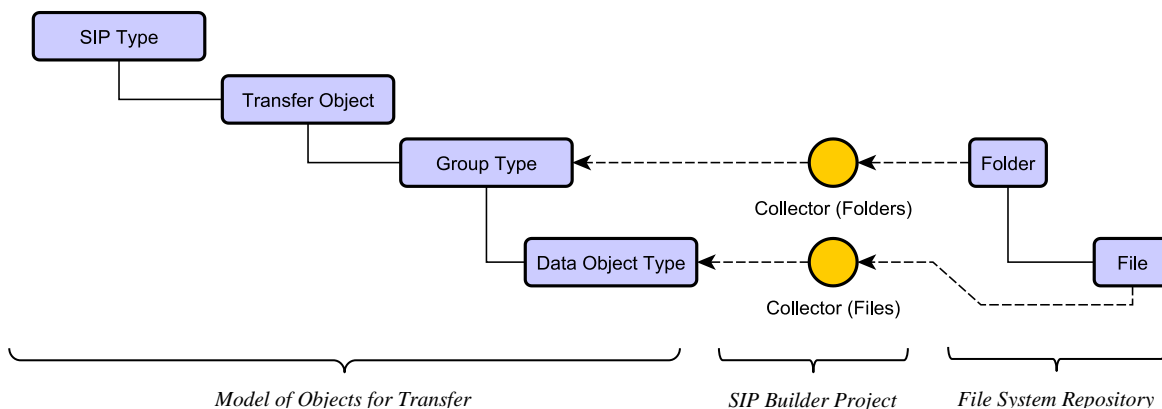 SIP Type
Transfer Object
Group Type
Folder
Collector (Folders)
Data Object Type
File
Collector (Files)
Model of Objects for Transfer
SIP Builder Project
File System Repository